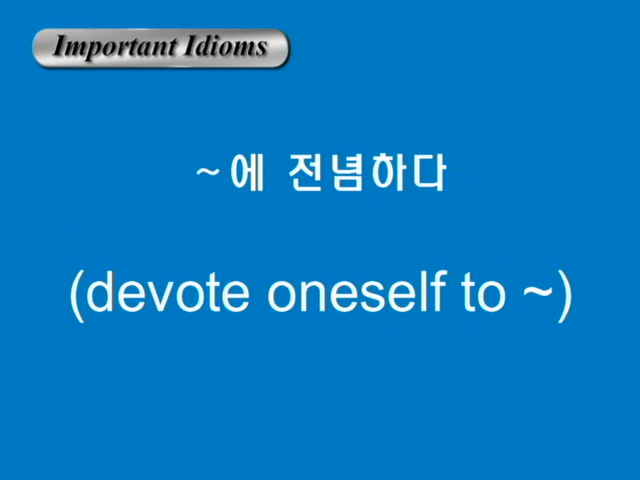 Important Idioms
~에 전념하다
(devote oneself to ~)